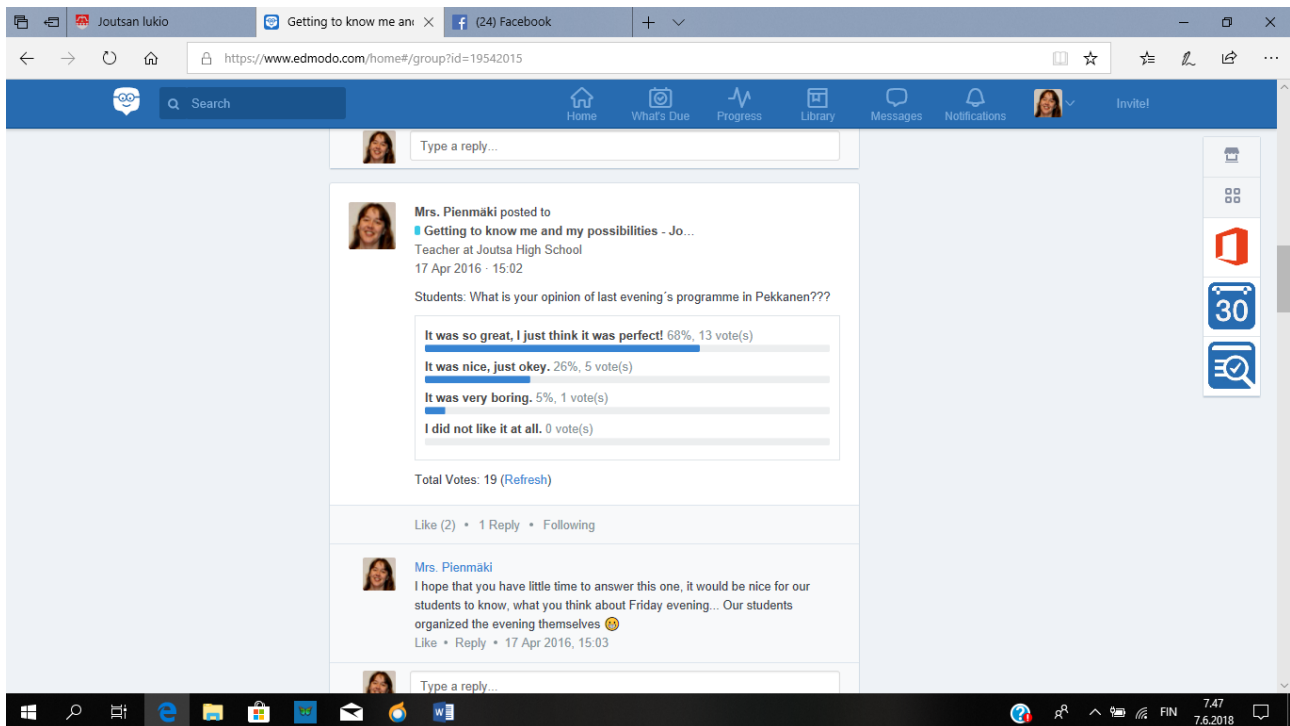 Joutsan lukio
Getting to know me an
(24) Facebook
https://www.edmodo.com/home#/group?id=19542015
Search
Home
What's Due
Progress
Library
Messages
Notifications
Invite!
Type a reply...
Mrs. Pienmäki posted to
Getting to know me and my possibilities - Jo...
Teacher at Joutsa High School
17 Apr 2016 · 15:02
Students: What is your opinion of last evening´s programme in Pekkanen???
It was so great, I just think it was perfect! 68%, 13 vote(s)
It was nice, just okey. 26%, 5 vote(s)
It was very boring. 5%, 1 vote(s)
I did not like it at all. 0 vote(s)
Total Votes: 19 (Refresh)
Like (2) • 1 Reply • Following
Mrs. Pienmäki
I hope that you have little time to answer this one, it would be nice for our
students to know, what you think about Friday evening... Our students
organized the evening themselves 😁
Like • Reply • 17 Apr 2016, 15:03
Type a reply...
30
FIN
7.47
7.6.2018